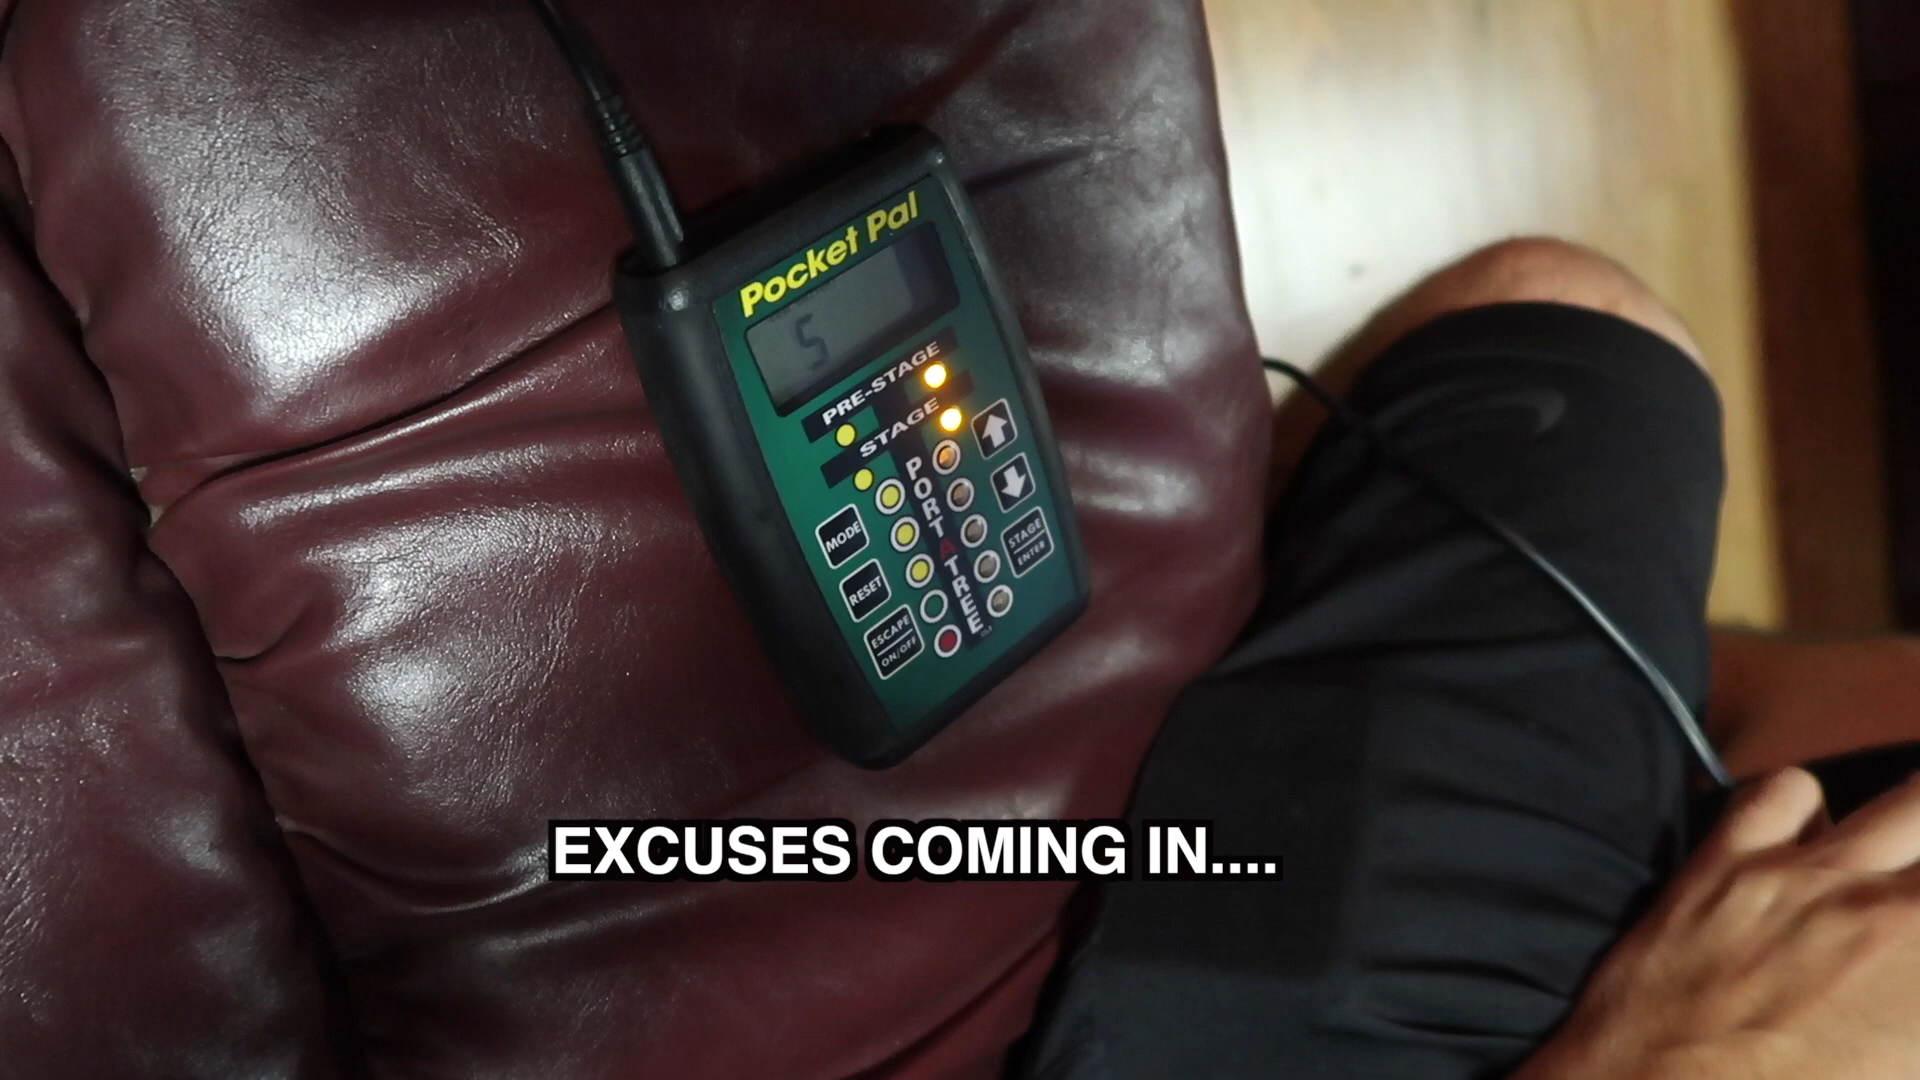 Pocket Pal
5
PRE-STAGE
STAGE
PORTATREE
MODE
RESET
ESCAPE
ON/OFF
STAGE
ENTER
EXCUSES COMING IN....